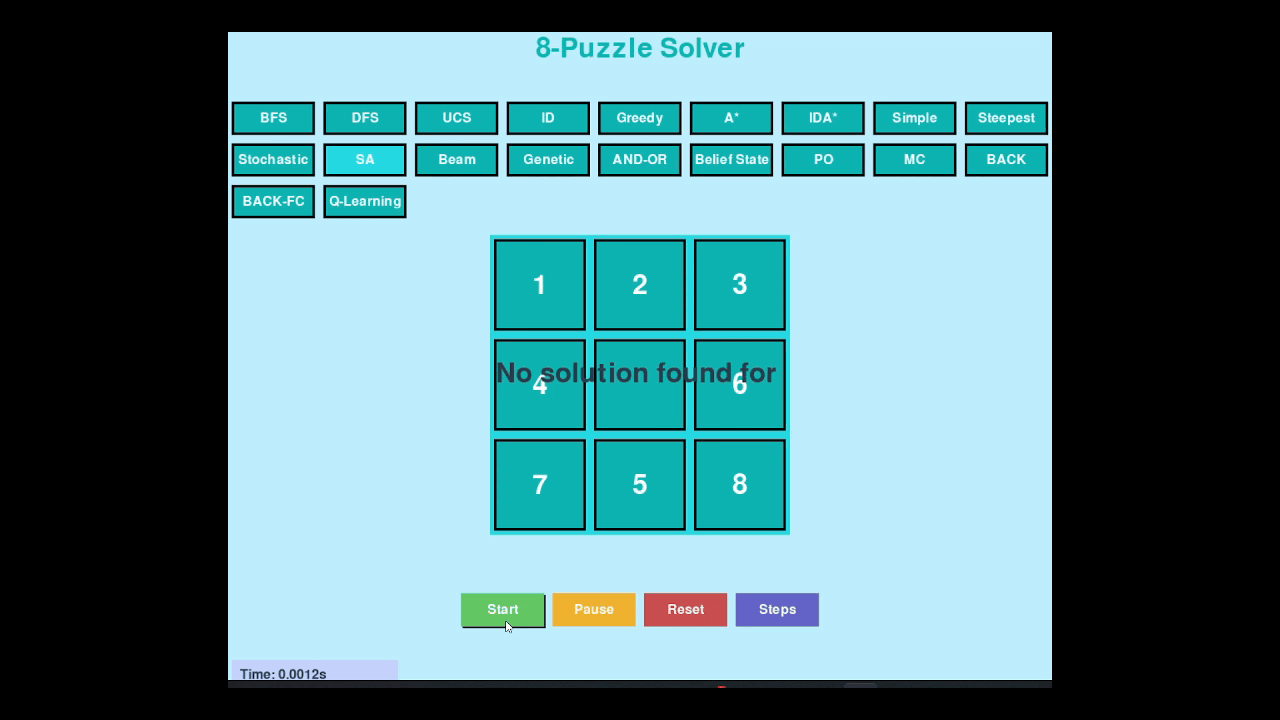 8-Puzzle Solver
BFS DFS UCS ID Greedy A* IDA* Simple Steepest
Stochastic SA Beam Genetic AND-OR Belief State PO MC BACK
BACK-FC Q-Learning
1 2 3
No solution found for
4 6
7 5 8
Start Pause Reset Steps
Time: 0.0012s